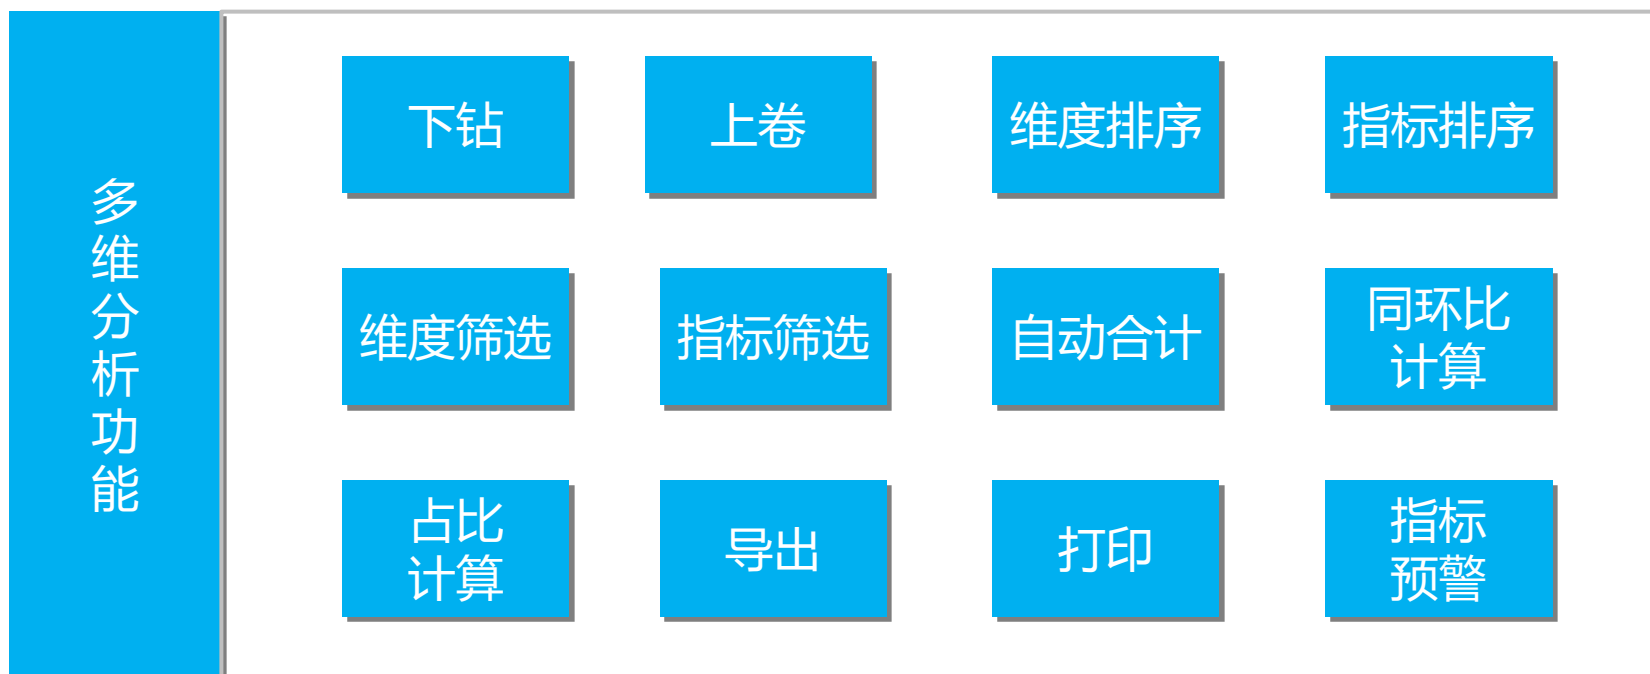 多维分析功能
下钻
上卷
维度排序
指标排序
维度筛选
指标筛选
自动合计
同环比
计算
占比
计算
导出
打印
指标
预警